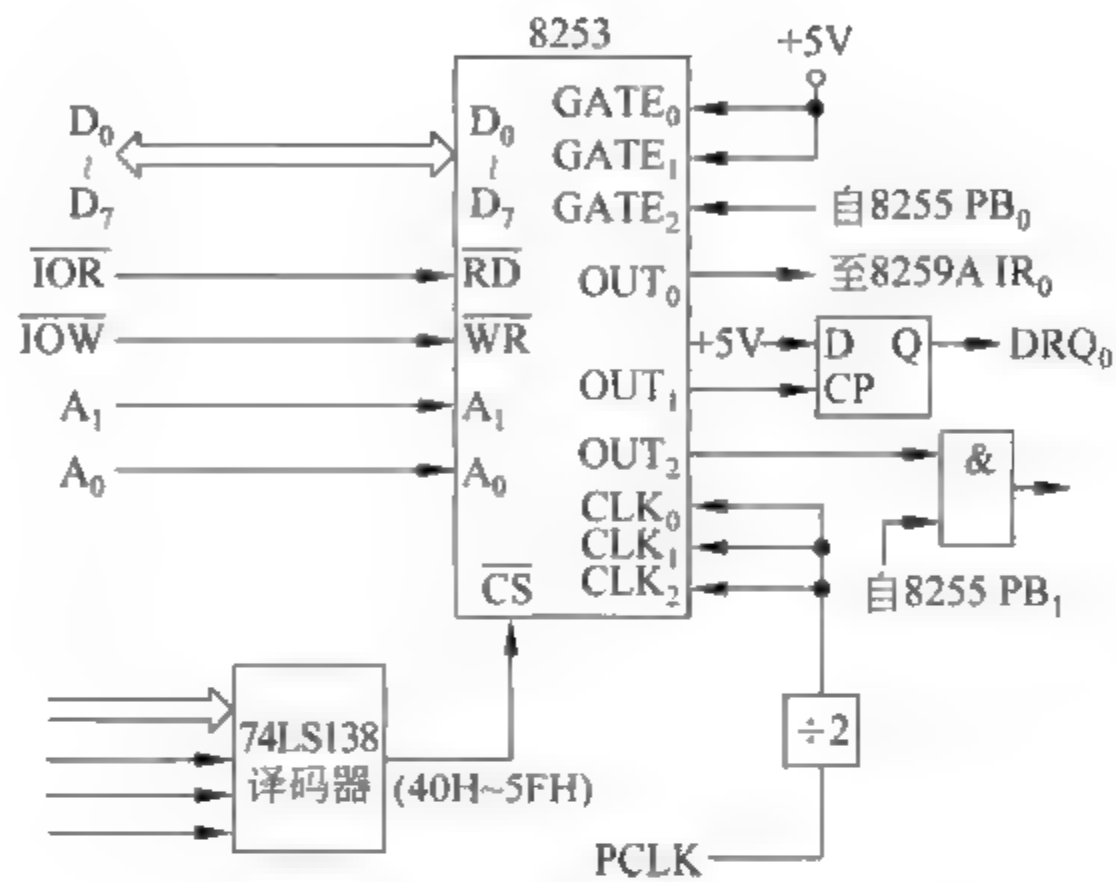 8253
+5V
D₀
~
D₇
D₀
~
D₇
GATE₀
GATE₁
GATE₂
自8255 PB₀
IOR
RD
OUT₀
至8259A IR₀
IOW
WR
+5V
D
Q
DRQ₀
A₁
A₁
OUT₁
CP
A₀
A₀
OUT₂
&
CLK₀
CLK₁
CLK₂
CS
自8255 PB₁
74LS138
译码器
(40H~5FH)
÷2
PCLK